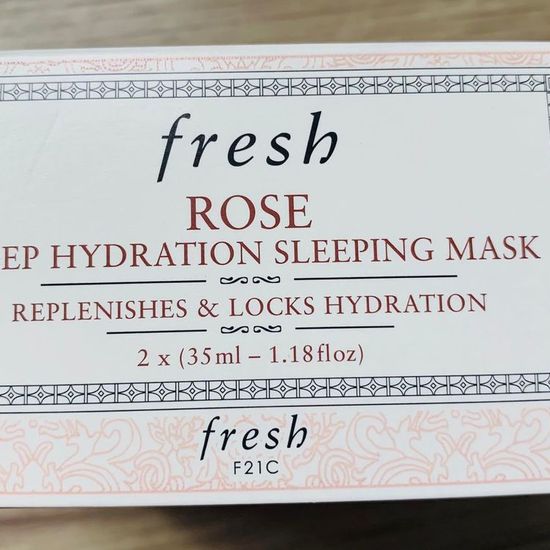 fresh
ROSE
EP HYDRATION SLEEPING MASK
REPLENISHES & LOCKS HYDRATION
2 x (35ml – 1.18floz)
fresh
F21C